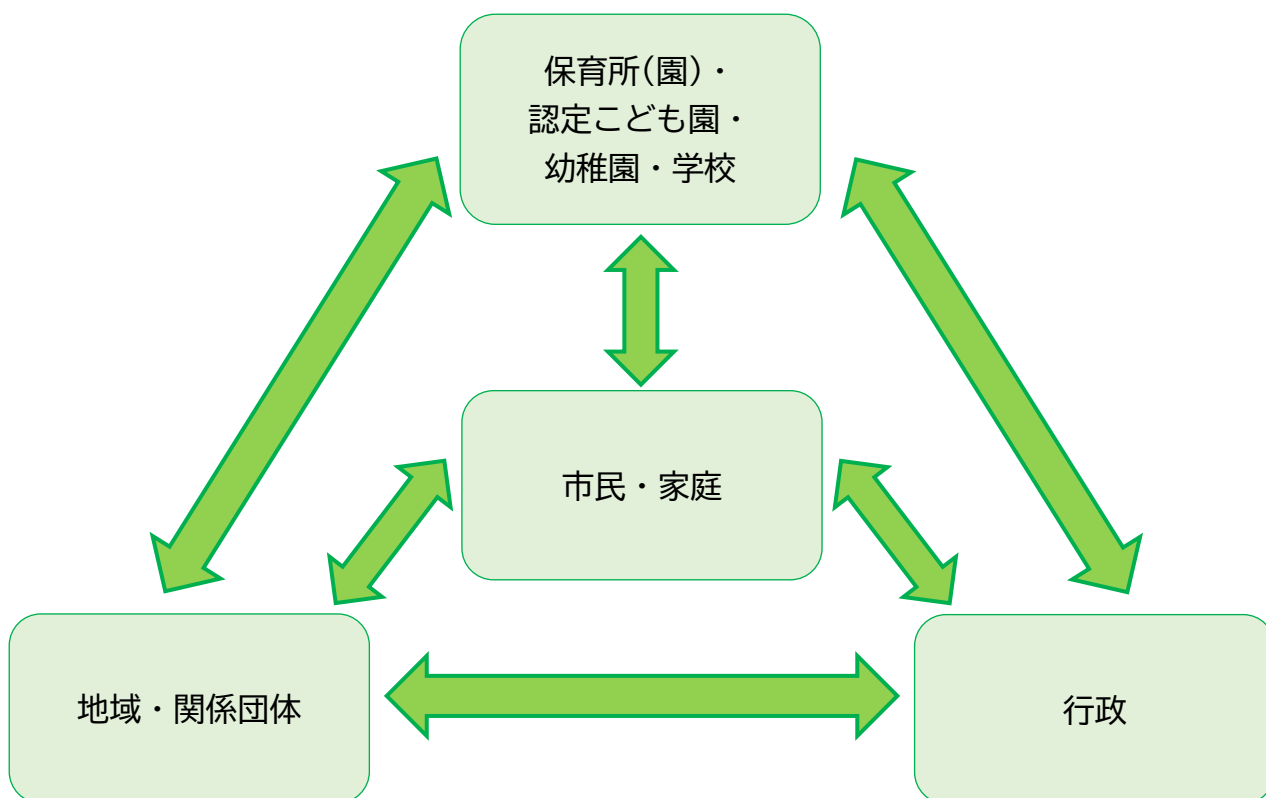 保育所(園)・
認定こども園・
幼稚園・学校
市民・家庭
地域・関係団体
行政